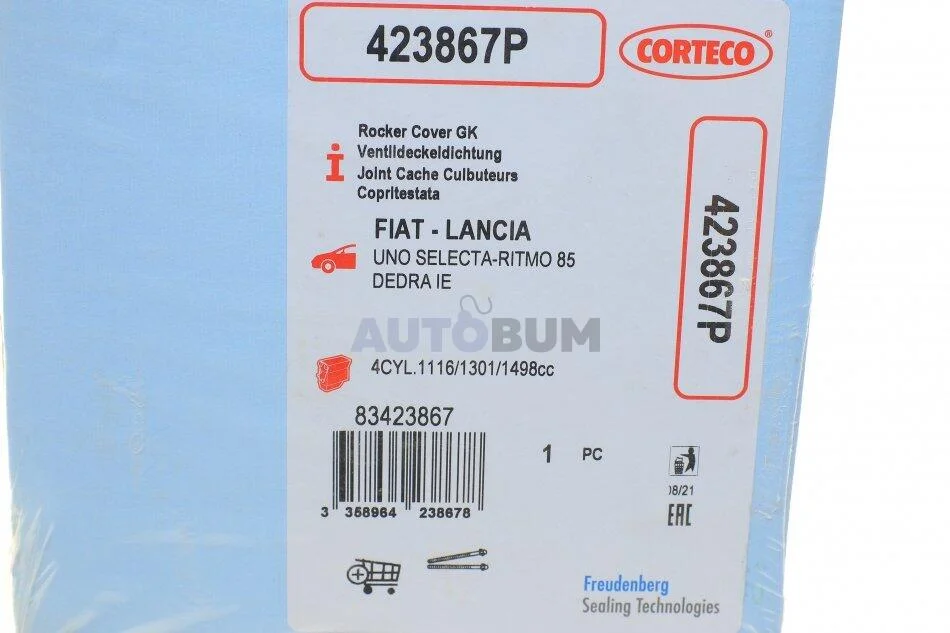 423867P
CORTECO®
Rocker Cover GK
Ventildeckeldichtung
Joint Cache Culbuteurs
Copritestata
423867P
FIAT - LANCIA
UNO SELECTA-RITMO 85
DEDRA IE
AUTOBUM
4CYL.1116/1301/1498cc
83423867
1 PC
3 358964 238678
08/21
EAC
Freudenberg
Sealing Technologies